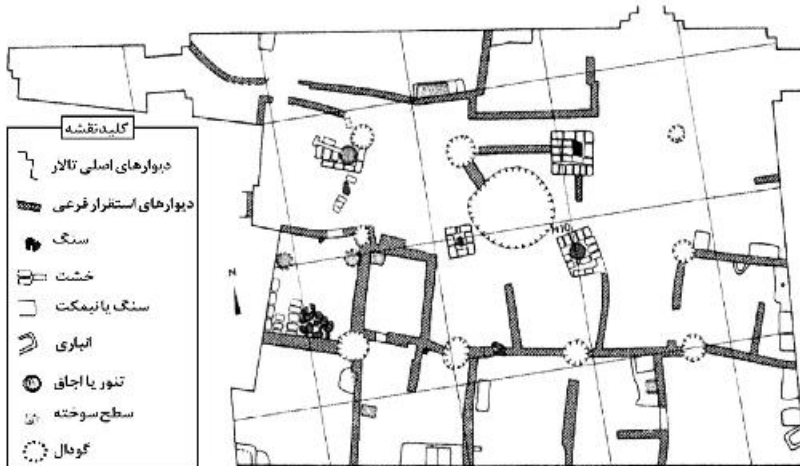 کلید نقشه
دیوارهای اصلی تالار
دیوارهای استقرار فرعی
سنگ
خشت
سنگ یا نیمکت
انباری
تنور یا اجاق
سطح سوخته
گودال
N
N10